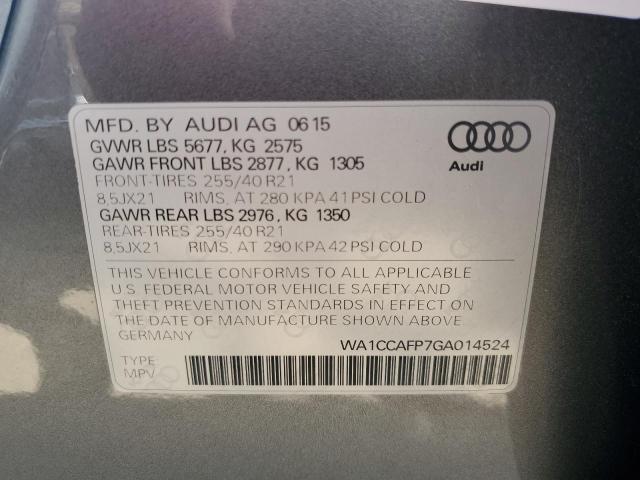 MFD. BY AUDI AG 0615
GVWR LBS 5677, KG 2575
GAWR FRONT LBS 2877, KG 1305
FRONT-TIRES 255/40 R21
8,5JX21 RIMS, AT 280 KPA 41 PSI COLD
GAWR REAR LBS 2976, KG 1350
REAR-TIRES 255/40 R21
8,5JX21 RIMS, AT 290 KPA 42 PSI COLD
Audi
THIS VEHICLE CONFORMS TO ALL APPLICABLE
U.S. FEDERAL MOTOR VEHICLE SAFETY AND
THEFT PREVENTION STANDARDS IN EFFECT ON
THE DATE OF MANUFACTURE SHOWN ABOVE.
GERMANY
WA1CCAFP7GA014524
TYPE:
MPV